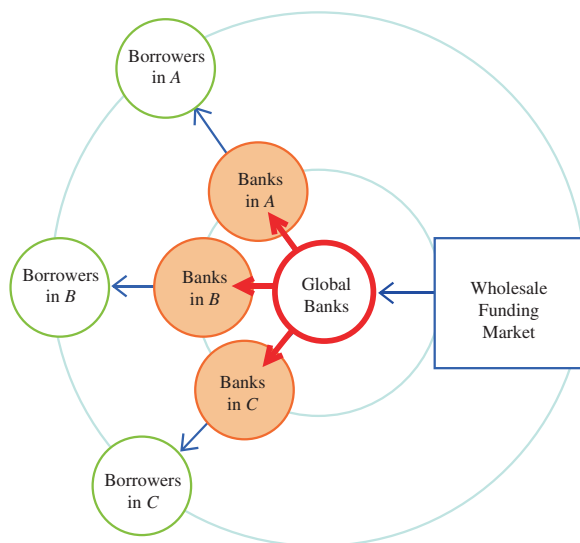 Borrowers
in A
Banks
in A
Borrowers
in B
Banks
in B
Global
Banks
Wholesale
Funding
Market
Banks
in C
Borrowers
in C